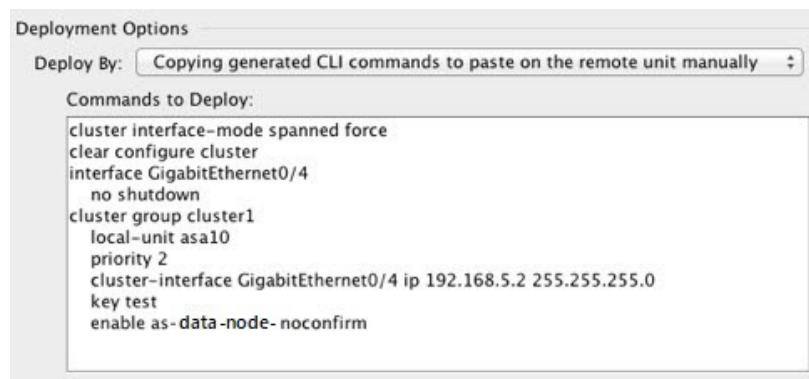 Deployment Options
Deploy By: Copying generated CLI commands to paste on the remote unit manually
Commands to Deploy:
cluster interface-mode spanned force
clear configure cluster
interface GigabitEthernet0/4
no shutdown
cluster group cluster1
local-unit asa10
priority 2
cluster-interface GigabitEthernet0/4 ip 192.168.5.2 255.255.255.0
key test
enable as-data-node-noconfirm